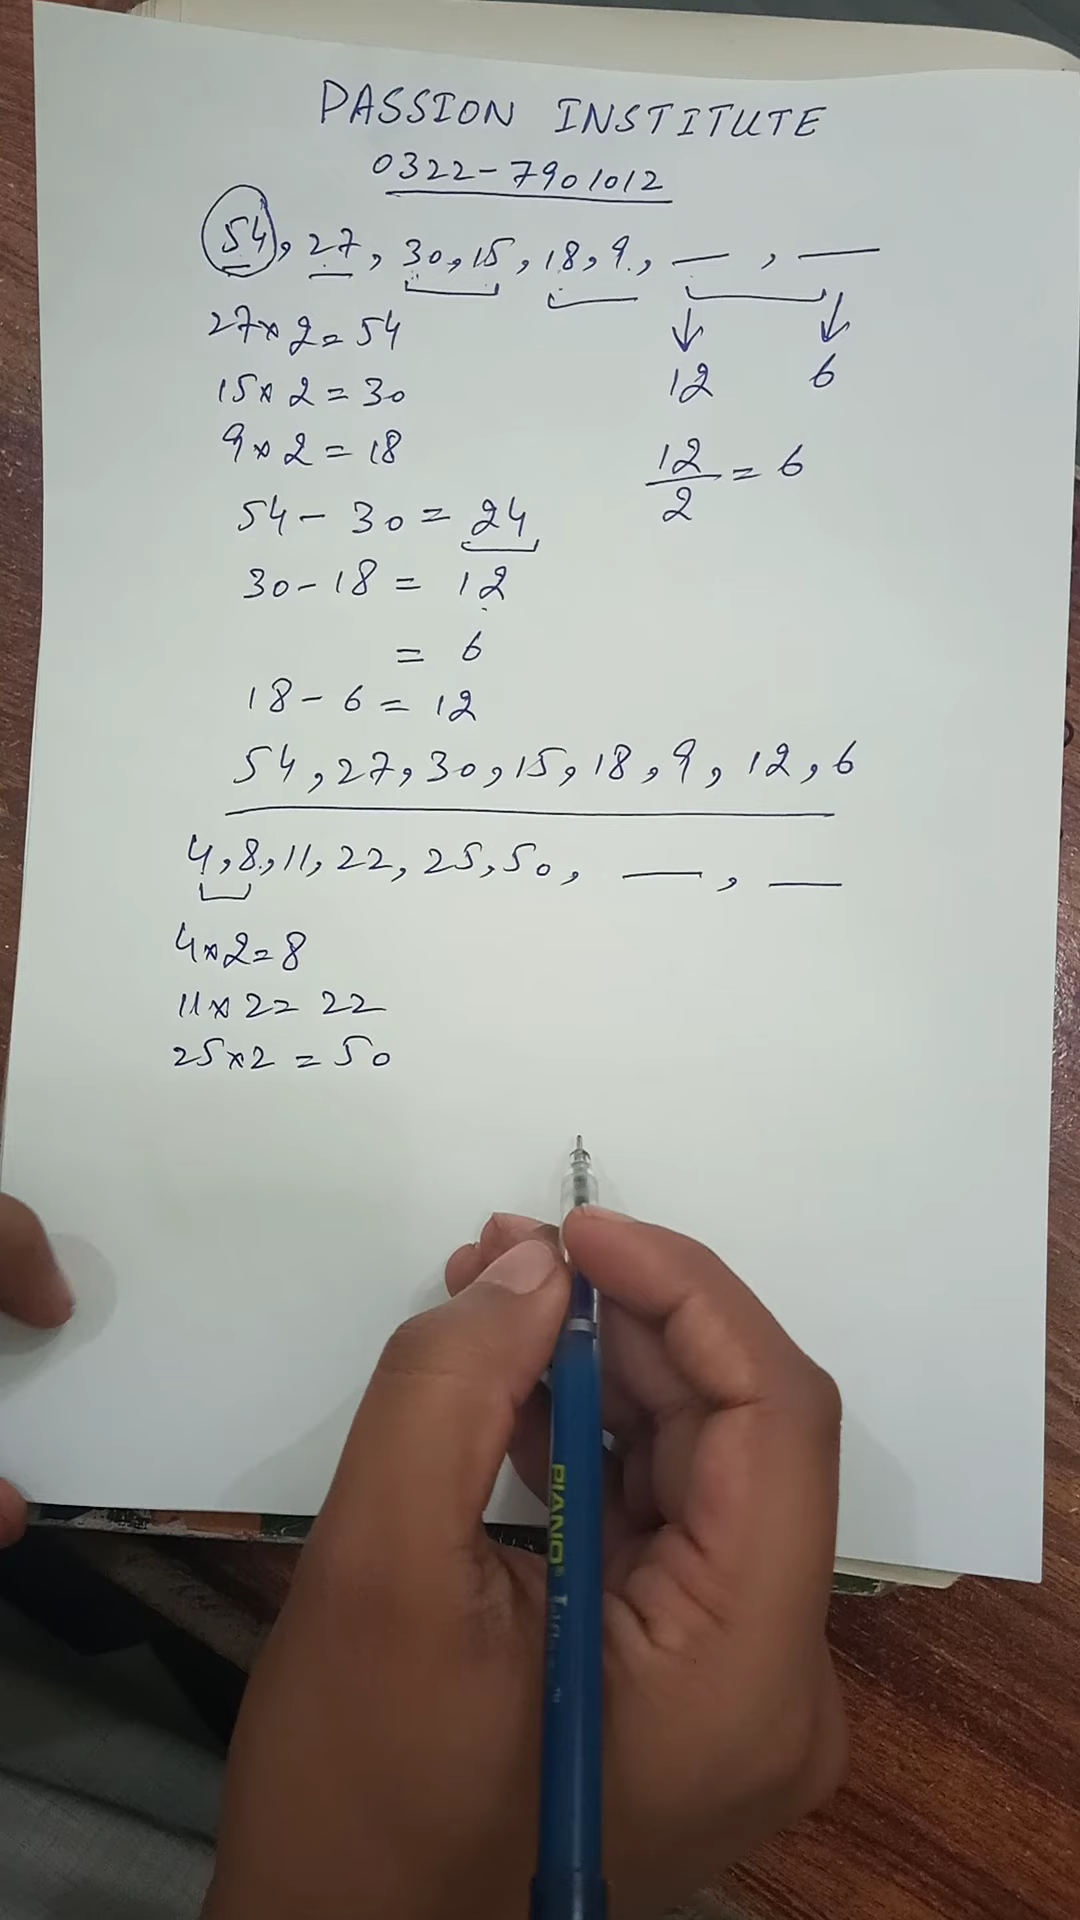 PASSION INSTITUTE
0322-7901012
54, 27, 30, 15, 18, 9, __, __
27×2=54
15×2=30
9×2=18
12 6
12/2=6
54-30=24
30-18=12
=6
18-6=12
54, 27, 30, 15, 18, 9, 12, 6
4, 8, 11, 22, 25, 50, __, __
4×2=8
11×2=22
25×2=50
PIANO